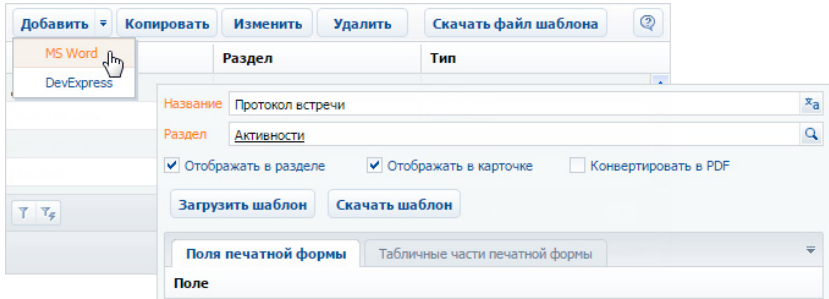 Добавить Копировать Изменить Удалить Скачать файл шаблона
MS Word Раздел Тип
DevExpress
Название Протокол встречи
Раздел Активности
Отображать в разделе Отображать в карточке Конвертировать в PDF
Загрузить шаблон Скачать шаблон
Поля печатной формы Табличные части печатной формы
Поле